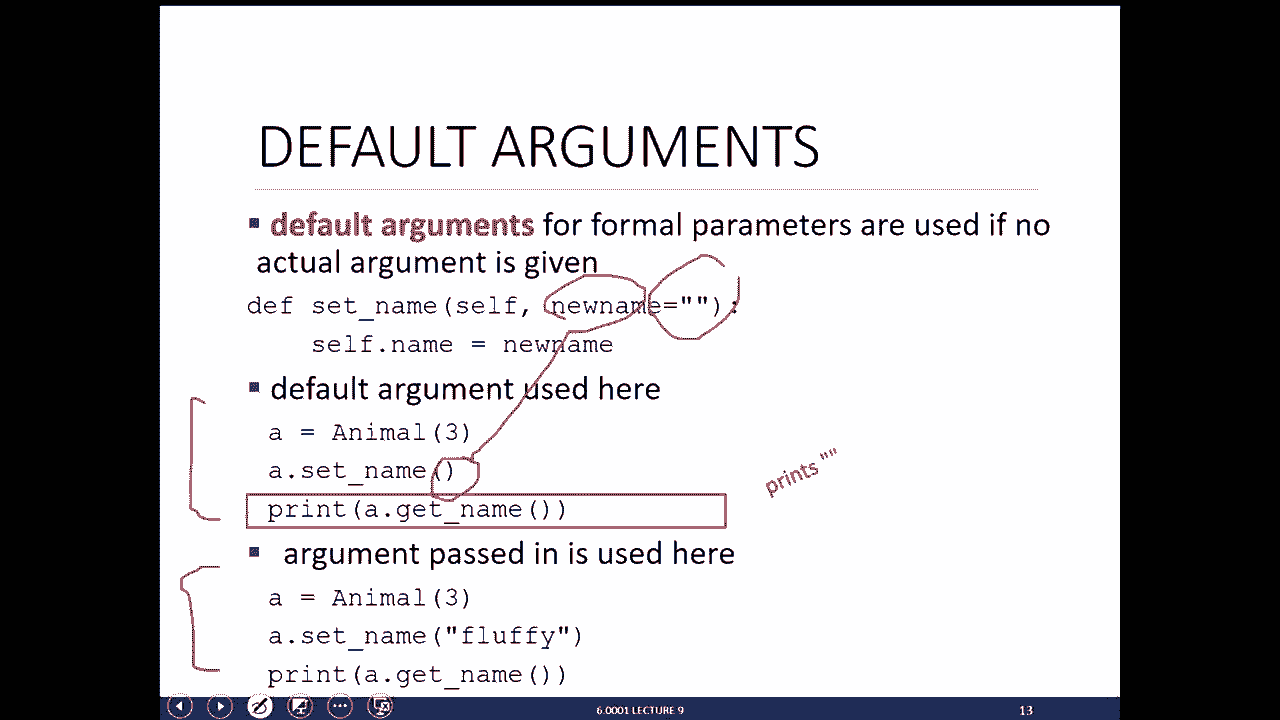 DEFAULT ARGUMENTS
▪ default arguments for formal parameters are used if no
actual argument is given
def set_name(self, newname=""):
    self.name = newname
▪ default argument used here
a = Animal(3)
a.set_name()
print(a.get_name())
prints ""
▪ argument passed in is used here
a = Animal(3)
a.set_name("fluffy")
print(a.get_name())
6.0001 LECTURE 9
13